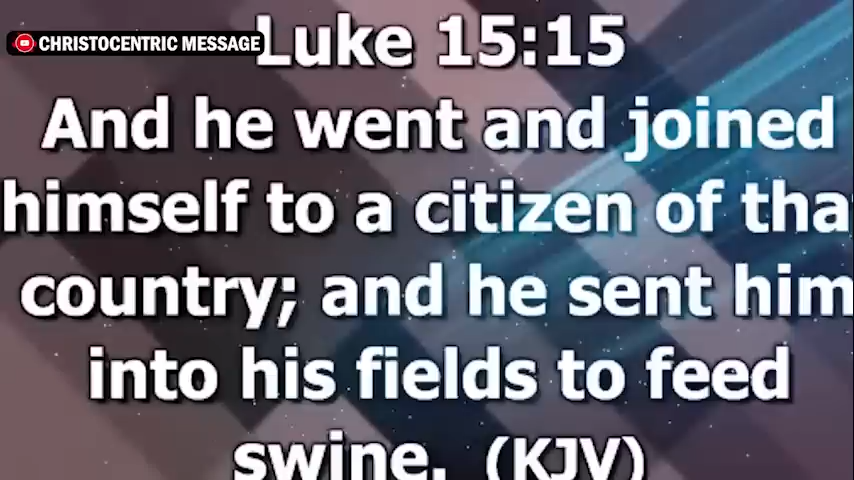 CHRISTOCENTRIC MESSAGE
Luke 15:15
And he went and joined
himself to a citizen of tha
country; and he sent him
into his fields to feed
swine. (KJV)